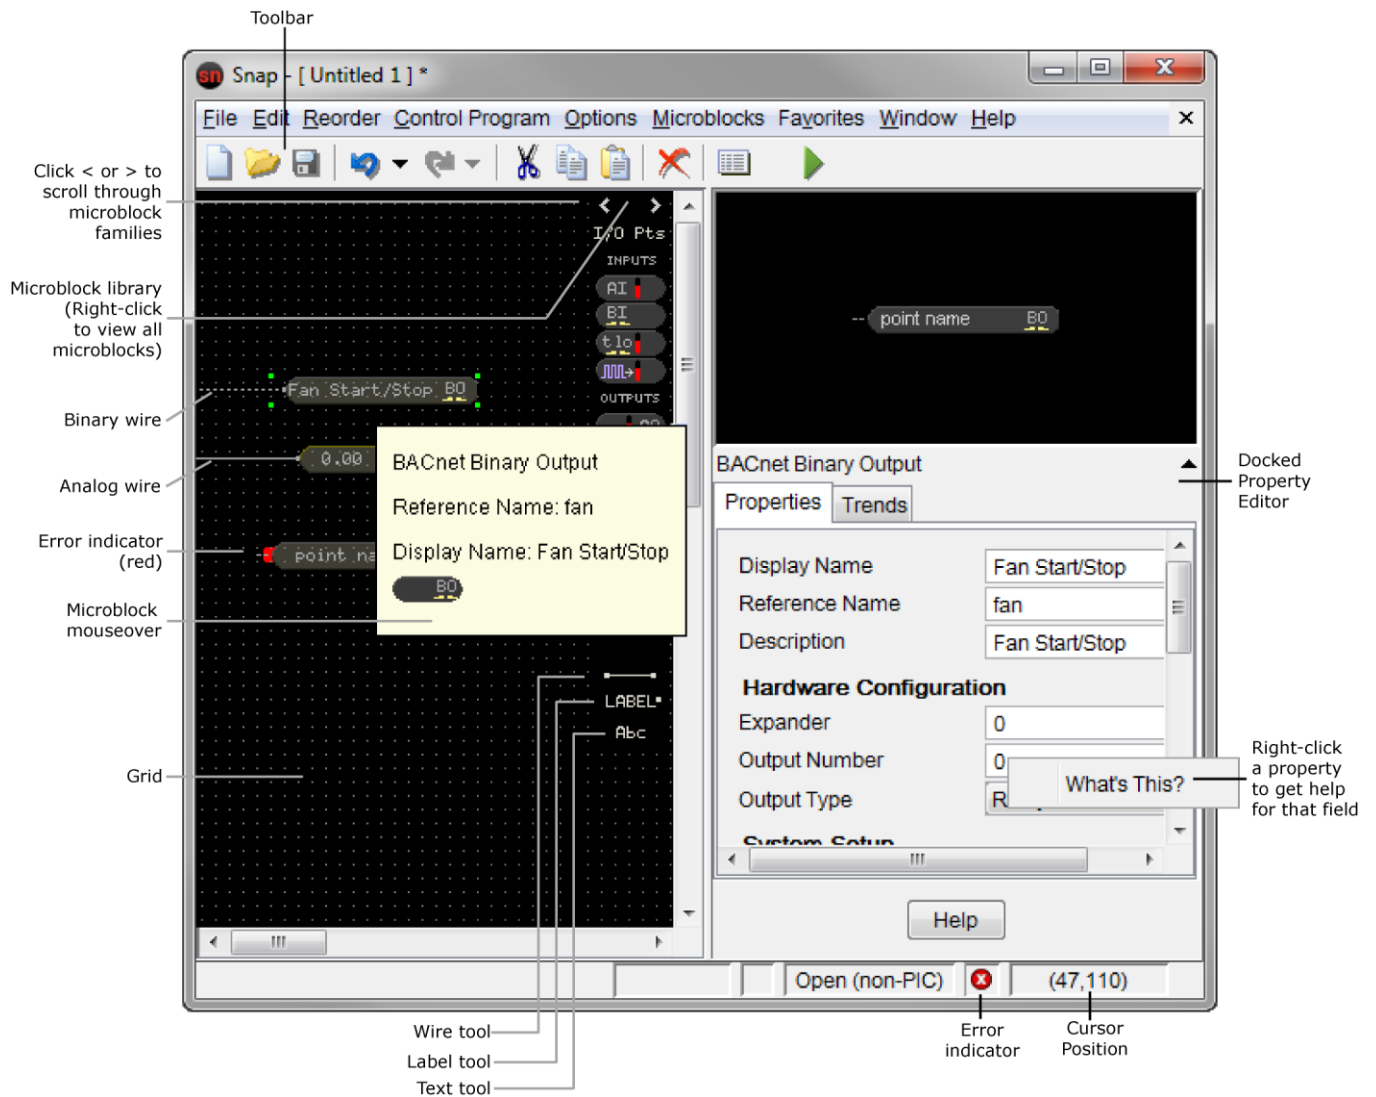 Toolbar
sn Snap - [ Untitled 1 ] *
File Edit Reorder Control Program Options Microblocks Favorites Window Help
Click < or > to
scroll through
microblock
families
< >
I/O Pts
INPUTS
AI
BI
tlo
OUTPUTS
Microblock library
(Right-click
to view all
microblocks)
point name BO
Fan Start/Stop BO
Binary wire
0.00
Analog wire
BACnet Binary Output
Reference Name: fan
Display Name: Fan Start/Stop
BO
Error indicator
(red)
point na
Microblock
mouseover
BACnet Binary Output
Docked
Property
Editor
Properties Trends
Display Name Fan Start/Stop
Reference Name fan
Description Fan Start/Stop
Hardware Configuration
Expander 0
Output Number 0
Output Type R
What's This?
Right-click
a property
to get help
for that field
System Setup
LABEL
Abc
Grid
Help
Open (non-PIC) (47,110)
Wire tool
Label tool
Text tool
Error
indicator
Cursor
Position